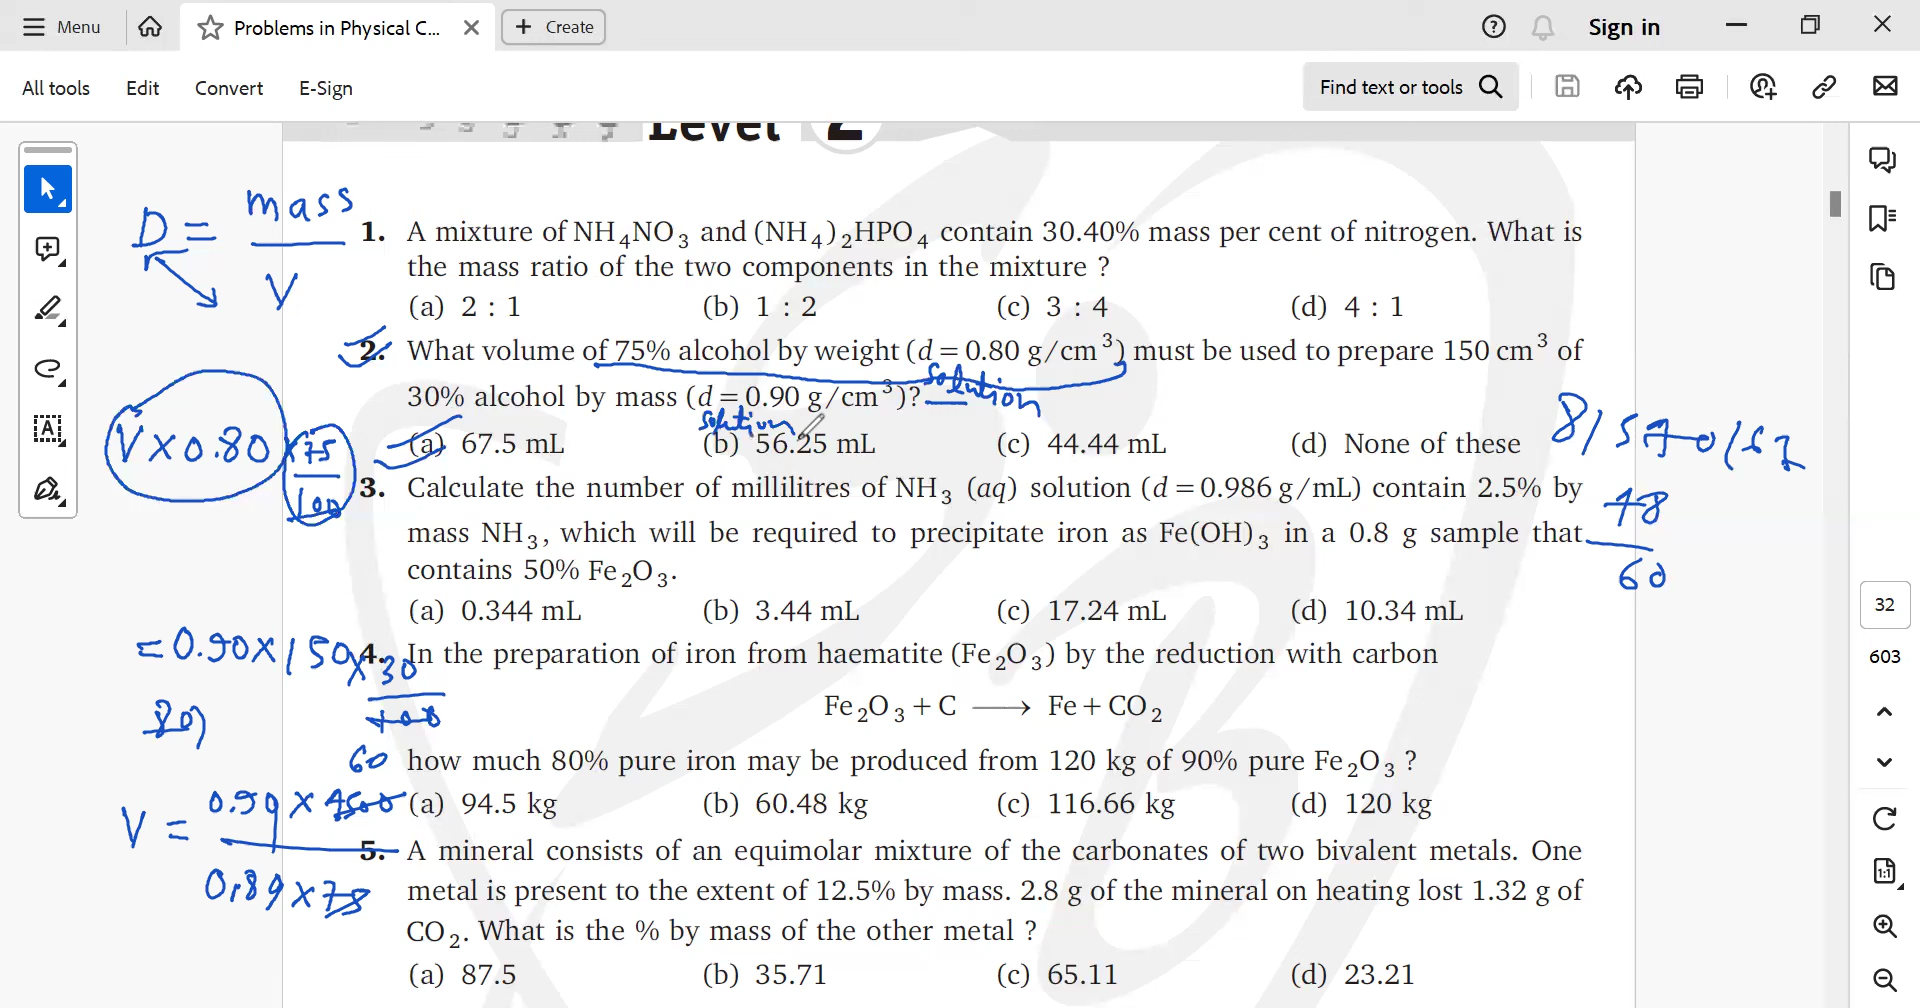 Menu Problems in Physical C... + Create Sign in
All tools Edit Convert E-Sign Find text or tools
Level 2
D = mass / V
1. A mixture of NH4NO3 and (NH4)2HPO4 contain 30.40% mass per cent of nitrogen. What is
the mass ratio of the two components in the mixture ?
(a) 2 : 1 (b) 1 : 2 (c) 3 : 4 (d) 4 : 1
2. What volume of 75% alcohol by weight (d = 0.80 g/cm³) must be used to prepare 150 cm³ of
solution
30% alcohol by mass (d = 0.90 g/cm³)?
solution
(a) 67.5 mL (b) 56.25 mL (c) 44.44 mL (d) None of these
V × 0.80 × 75 / 100
3. Calculate the number of millilitres of NH3 (aq) solution (d = 0.986 g/mL) contain 2.5% by
48
mass NH3, which will be required to precipitate iron as Fe(OH)3 in a 0.8 g sample that
60
contains 50% Fe2O3.
(a) 0.344 mL (b) 3.44 mL (c) 17.24 mL (d) 10.34 mL
32
603
= 0.90 × 150 × 30 / 100
4. In the preparation of iron from haematite (Fe2O3) by the reduction with carbon
Fe2O3 + C ⟶ Fe + CO2
60
how much 80% pure iron may be produced from 120 kg of 90% pure Fe2O3 ?
V = 0.90 × 4500
(a) 94.5 kg (b) 60.48 kg (c) 116.66 kg (d) 120 kg
5. A mineral consists of an equimolar mixture of the carbonates of two bivalent metals. One
metal is present to the extent of 12.5% by mass. 2.8 g of the mineral on heating lost 1.32 g of
CO2. What is the % by mass of the other metal ?
(a) 87.5 (b) 35.71 (c) 65.11 (d) 23.21